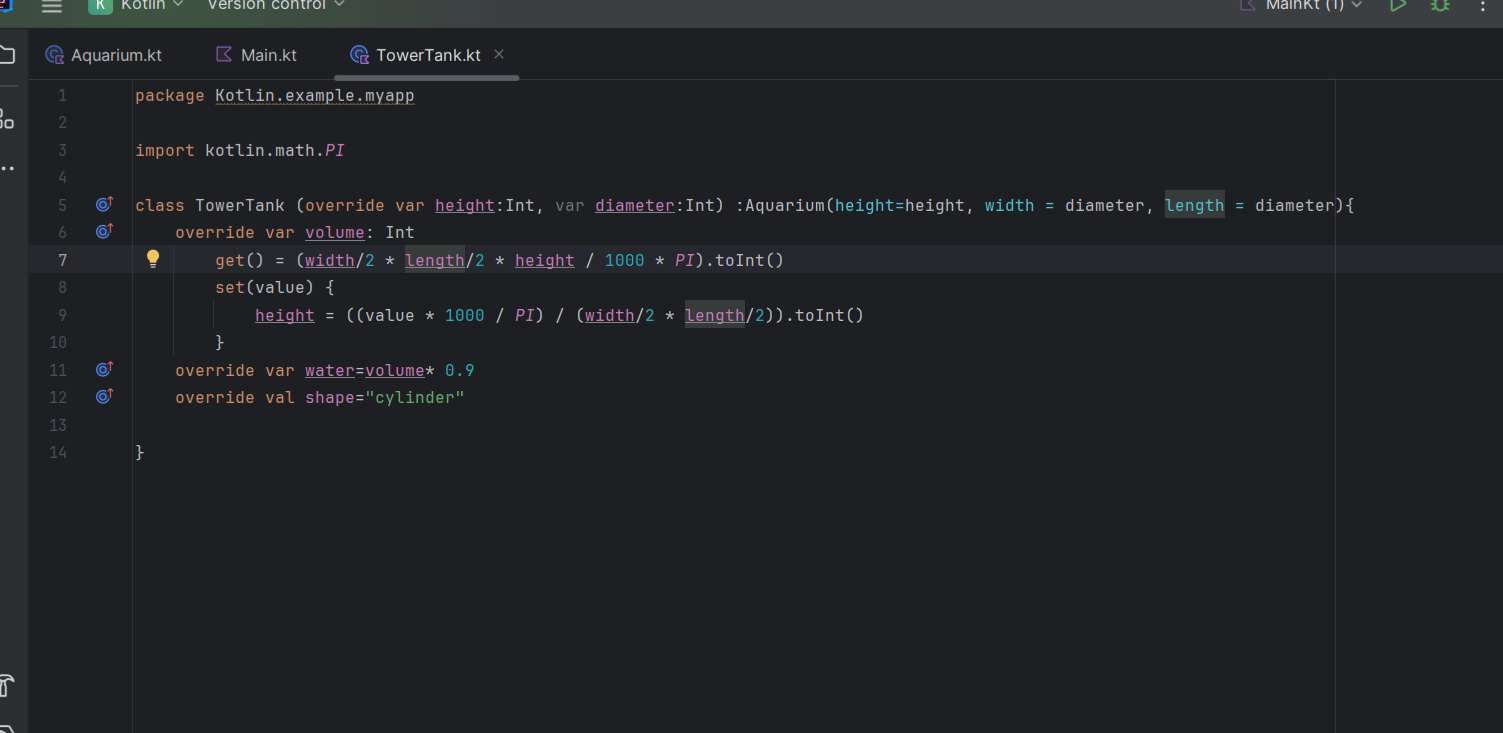 K Kotlin Version control MainKt (1)
Aquarium.kt Main.kt TowerTank.kt
1 package Kotlin.example.myapp
2
3 import kotlin.math.PI
4
5 class TowerTank (override var height:Int, var diameter:Int) :Aquarium(height=height, width = diameter, length = diameter){
6 override var volume: Int
7 get() = (width/2 * length/2 * height / 1000 * PI).toInt()
8 set(value) {
9 height = ((value * 1000 / PI) / (width/2 * length/2)).toInt()
10 }
11 override var water=volume* 0.9
12 override val shape="cylinder"
13
14 }